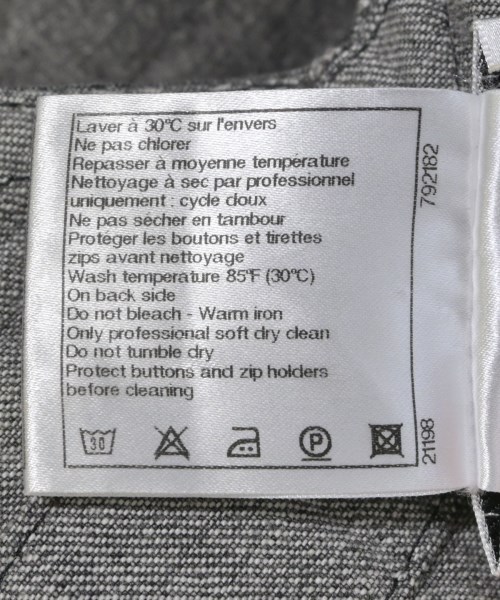 Laver à 30°C sur l'envers
Ne pas chlorer
Repasser à moyenne température
Nettoyage à sec par professionnel
uniquement : cycle doux
Ne pas sécher en tambour
Protéger les boutons et tirettes
zips avant nettoyage
Wash temperature 85°F (30°C)
On back side
Do not bleach - Warm iron
Only professional soft dry clean
Do not tumble dry
Protect buttons and zip holders
before cleaning
30
P
792182
21198